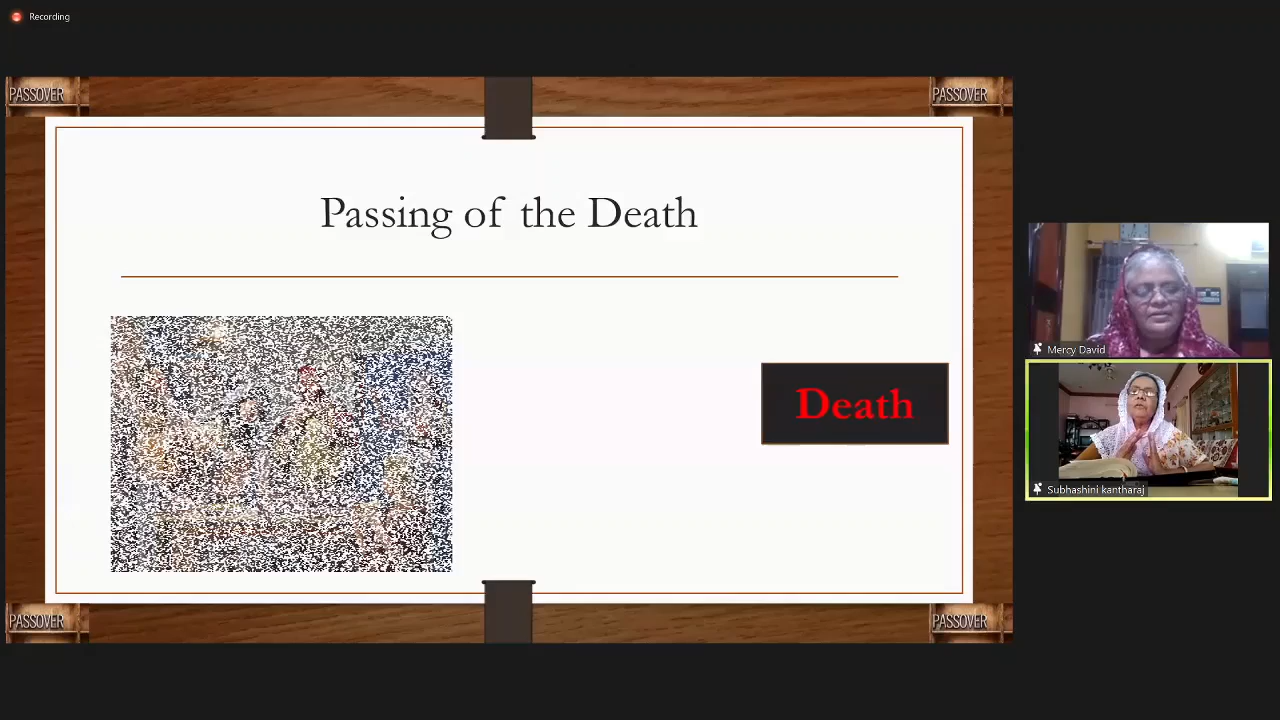 Recording
PASSOVER
PASSOVER
Passing of the Death
Death
Mercy David
Subhashini kantharaj
PASSOVER
PASSOVER